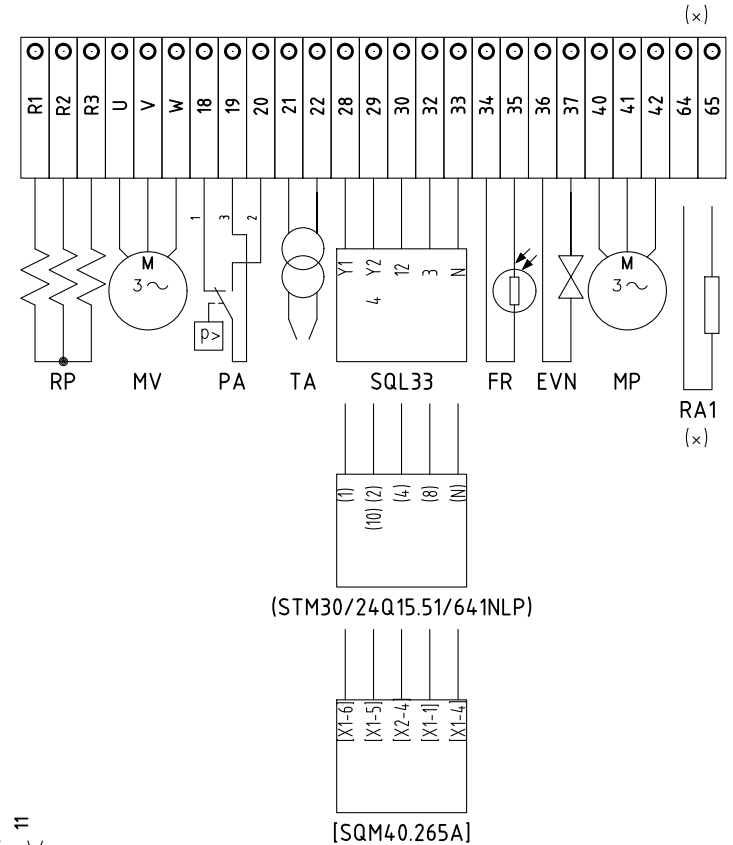 (×)
R1 R2 R3 U V W 18 19 20 21 22 28 29 30 32 33 34 35 36 37 40 41 42 64 65
1 3 2
M 3～
p>
Y1 Y2 12 3 N
4
M 3～
RP MV PA TA SQL33 FR EVN MP
RA1
(×)
(1) (2) (4) (8) (N)
(10)
(STM30/24Q15.51/641NLP)
[X1-6] [X1-5] [X2-4] [X1-1] [X1-4]
[SQM40.265A]
11